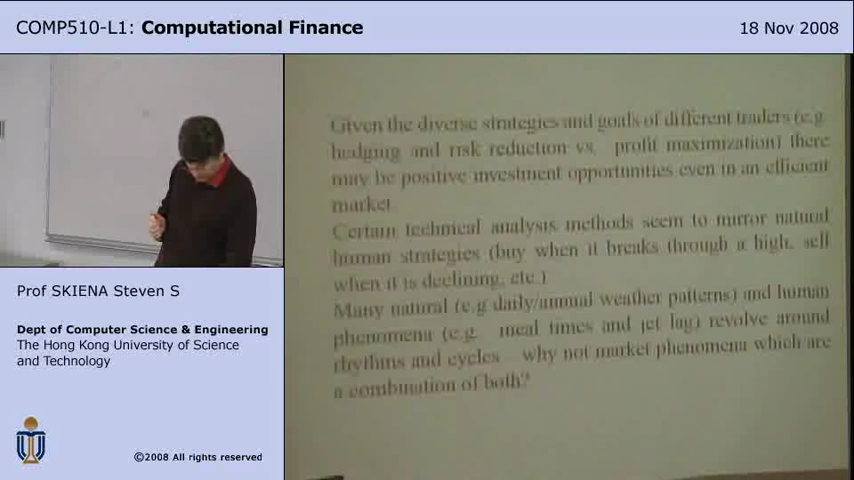 COMP510-L1: Computational Finance
18 Nov 2008
Given the diverse strategies and goals of different traders (e.g
hedging and risk reduction vs. profit maximization) there
may be positive investment opportunities even in an efficient
market.
Certain technical analysis methods seem to mirror natural
human strategies (buy when it breaks through a high, sell
when it is declining, etc.)
Many natural (e.g daily/annual weather patterns) and human
phenomena (e.g. meal times and jet lag) revolve around
rhythms and cycles - why not market phenomena which are
a combination of both?
Prof SKIENA Steven S
Dept of Computer Science & Engineering
The Hong Kong University of Science
and Technology
©2008 All rights reserved